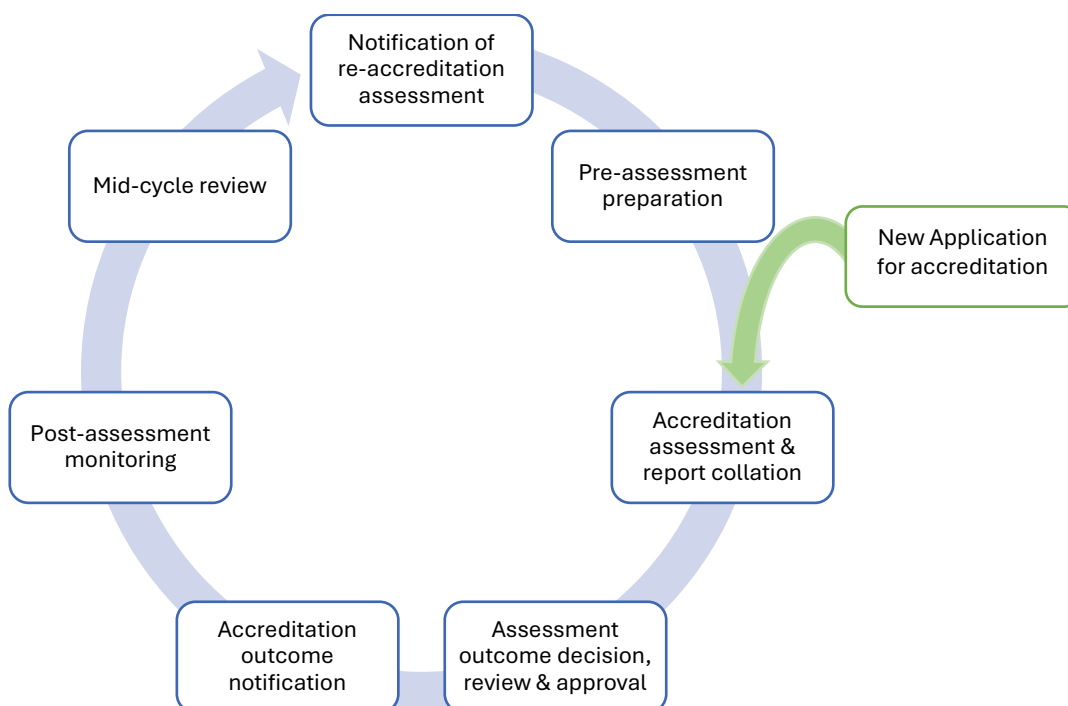 Notification of
re-accreditation
assessment
Pre-assessment
preparation
New Application
for accreditation
Accreditation
assessment &
report collation
Assessment
outcome decision,
review & approval
Accreditation
outcome
notification
Post-assessment
monitoring
Mid-cycle review